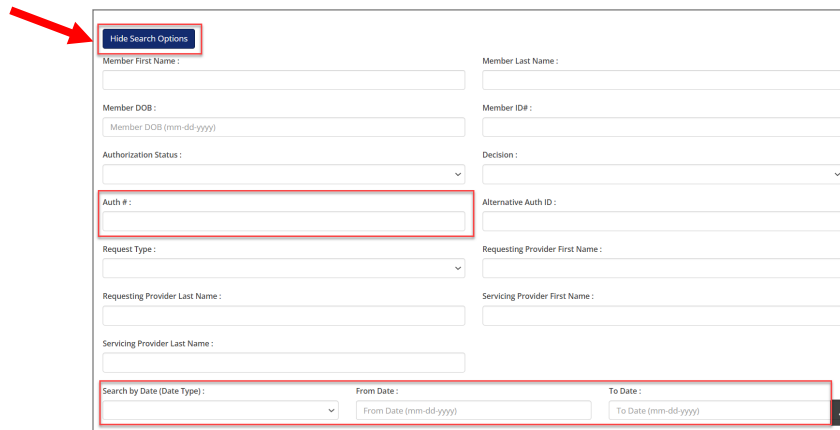 Hide Search Options
Member First Name :
Member Last Name :
Member DOB :
Member ID# :
Member DOB (mm-dd-yyyy)
Authorization Status :
Decision :
Auth # :
Alternative Auth ID :
Request Type :
Requesting Provider First Name :
Requesting Provider Last Name :
Servicing Provider First Name :
Servicing Provider Last Name :
Search by Date (Date Type) :
From Date :
To Date :
From Date (mm-dd-yyyy)
To Date (mm-dd-yyyy)